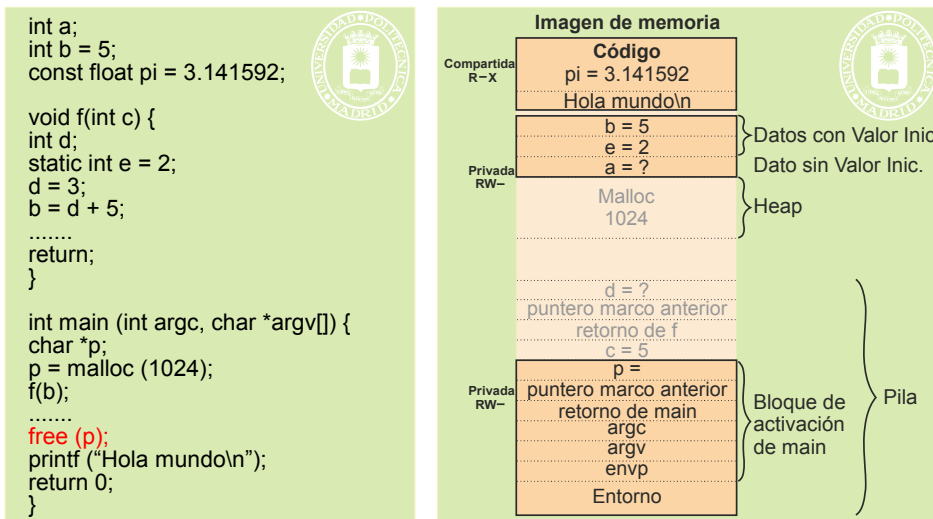 int a;
int b = 5;
const float pi = 3.141592;
void f(int c) {
int d;
static int e = 2;
d = 3;
b = d + 5;
.......
return;
}
int main (int argc, char *argv[]) {
char *p;
p = malloc (1024);
f(b);
.......
free (p);
printf (“Hola mundo\n”);
return 0;
}
UNIVERSIDAD POLITÉCNICA
MADRID
Imagen de memoria
Compartida
R–X
Código
pi = 3.141592
Hola mundo\n
Privada
RW–
b = 5
e = 2
a = ?
Datos con Valor Inic
Dato sin Valor Inic.
Malloc
1024
Heap
d = ?
puntero marco anterior
retorno de f
c = 5
Privada
RW–
p =
puntero marco anterior
retorno de main
argc
argv
envp
Entorno
Bloque de
activación
de main
Pila